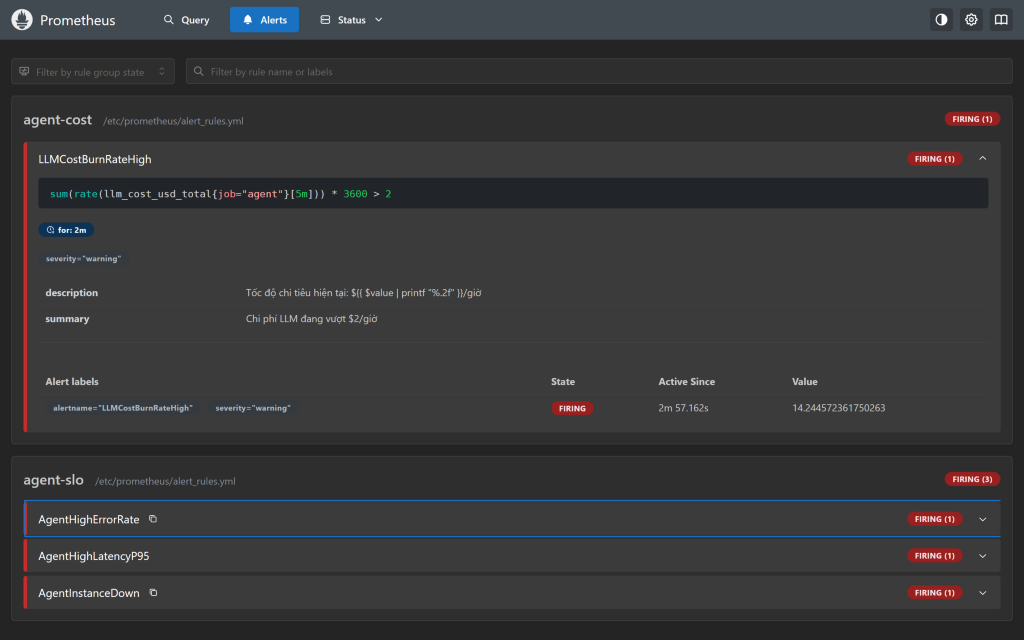 Prometheus
Query
Alerts
Status
Filter by rule group state
Filter by rule name or labels
agent-cost /etc/prometheus/alert_rules.yml FIRING (1)
LLMCostBurnRateHigh FIRING (1)
sum(rate(llm_cost_usd_total{job="agent"}[5m])) * 3600 > 2
for: 2m
severity="warning"
description Tốc độ chi tiêu hiện tại: ${{ $value | printf "%.2f" }}/giờ
summary Chi phí LLM đang vượt $2/giờ
Alert labels State Active Since Value
alertname="LLMCostBurnRateHigh" severity="warning" FIRING 2m 57.162s 14.244572361750263
agent-slo /etc/prometheus/alert_rules.yml FIRING (3)
AgentHighErrorRate FIRING (1)
AgentHighLatencyP95 FIRING (1)
AgentInstanceDown FIRING (1)